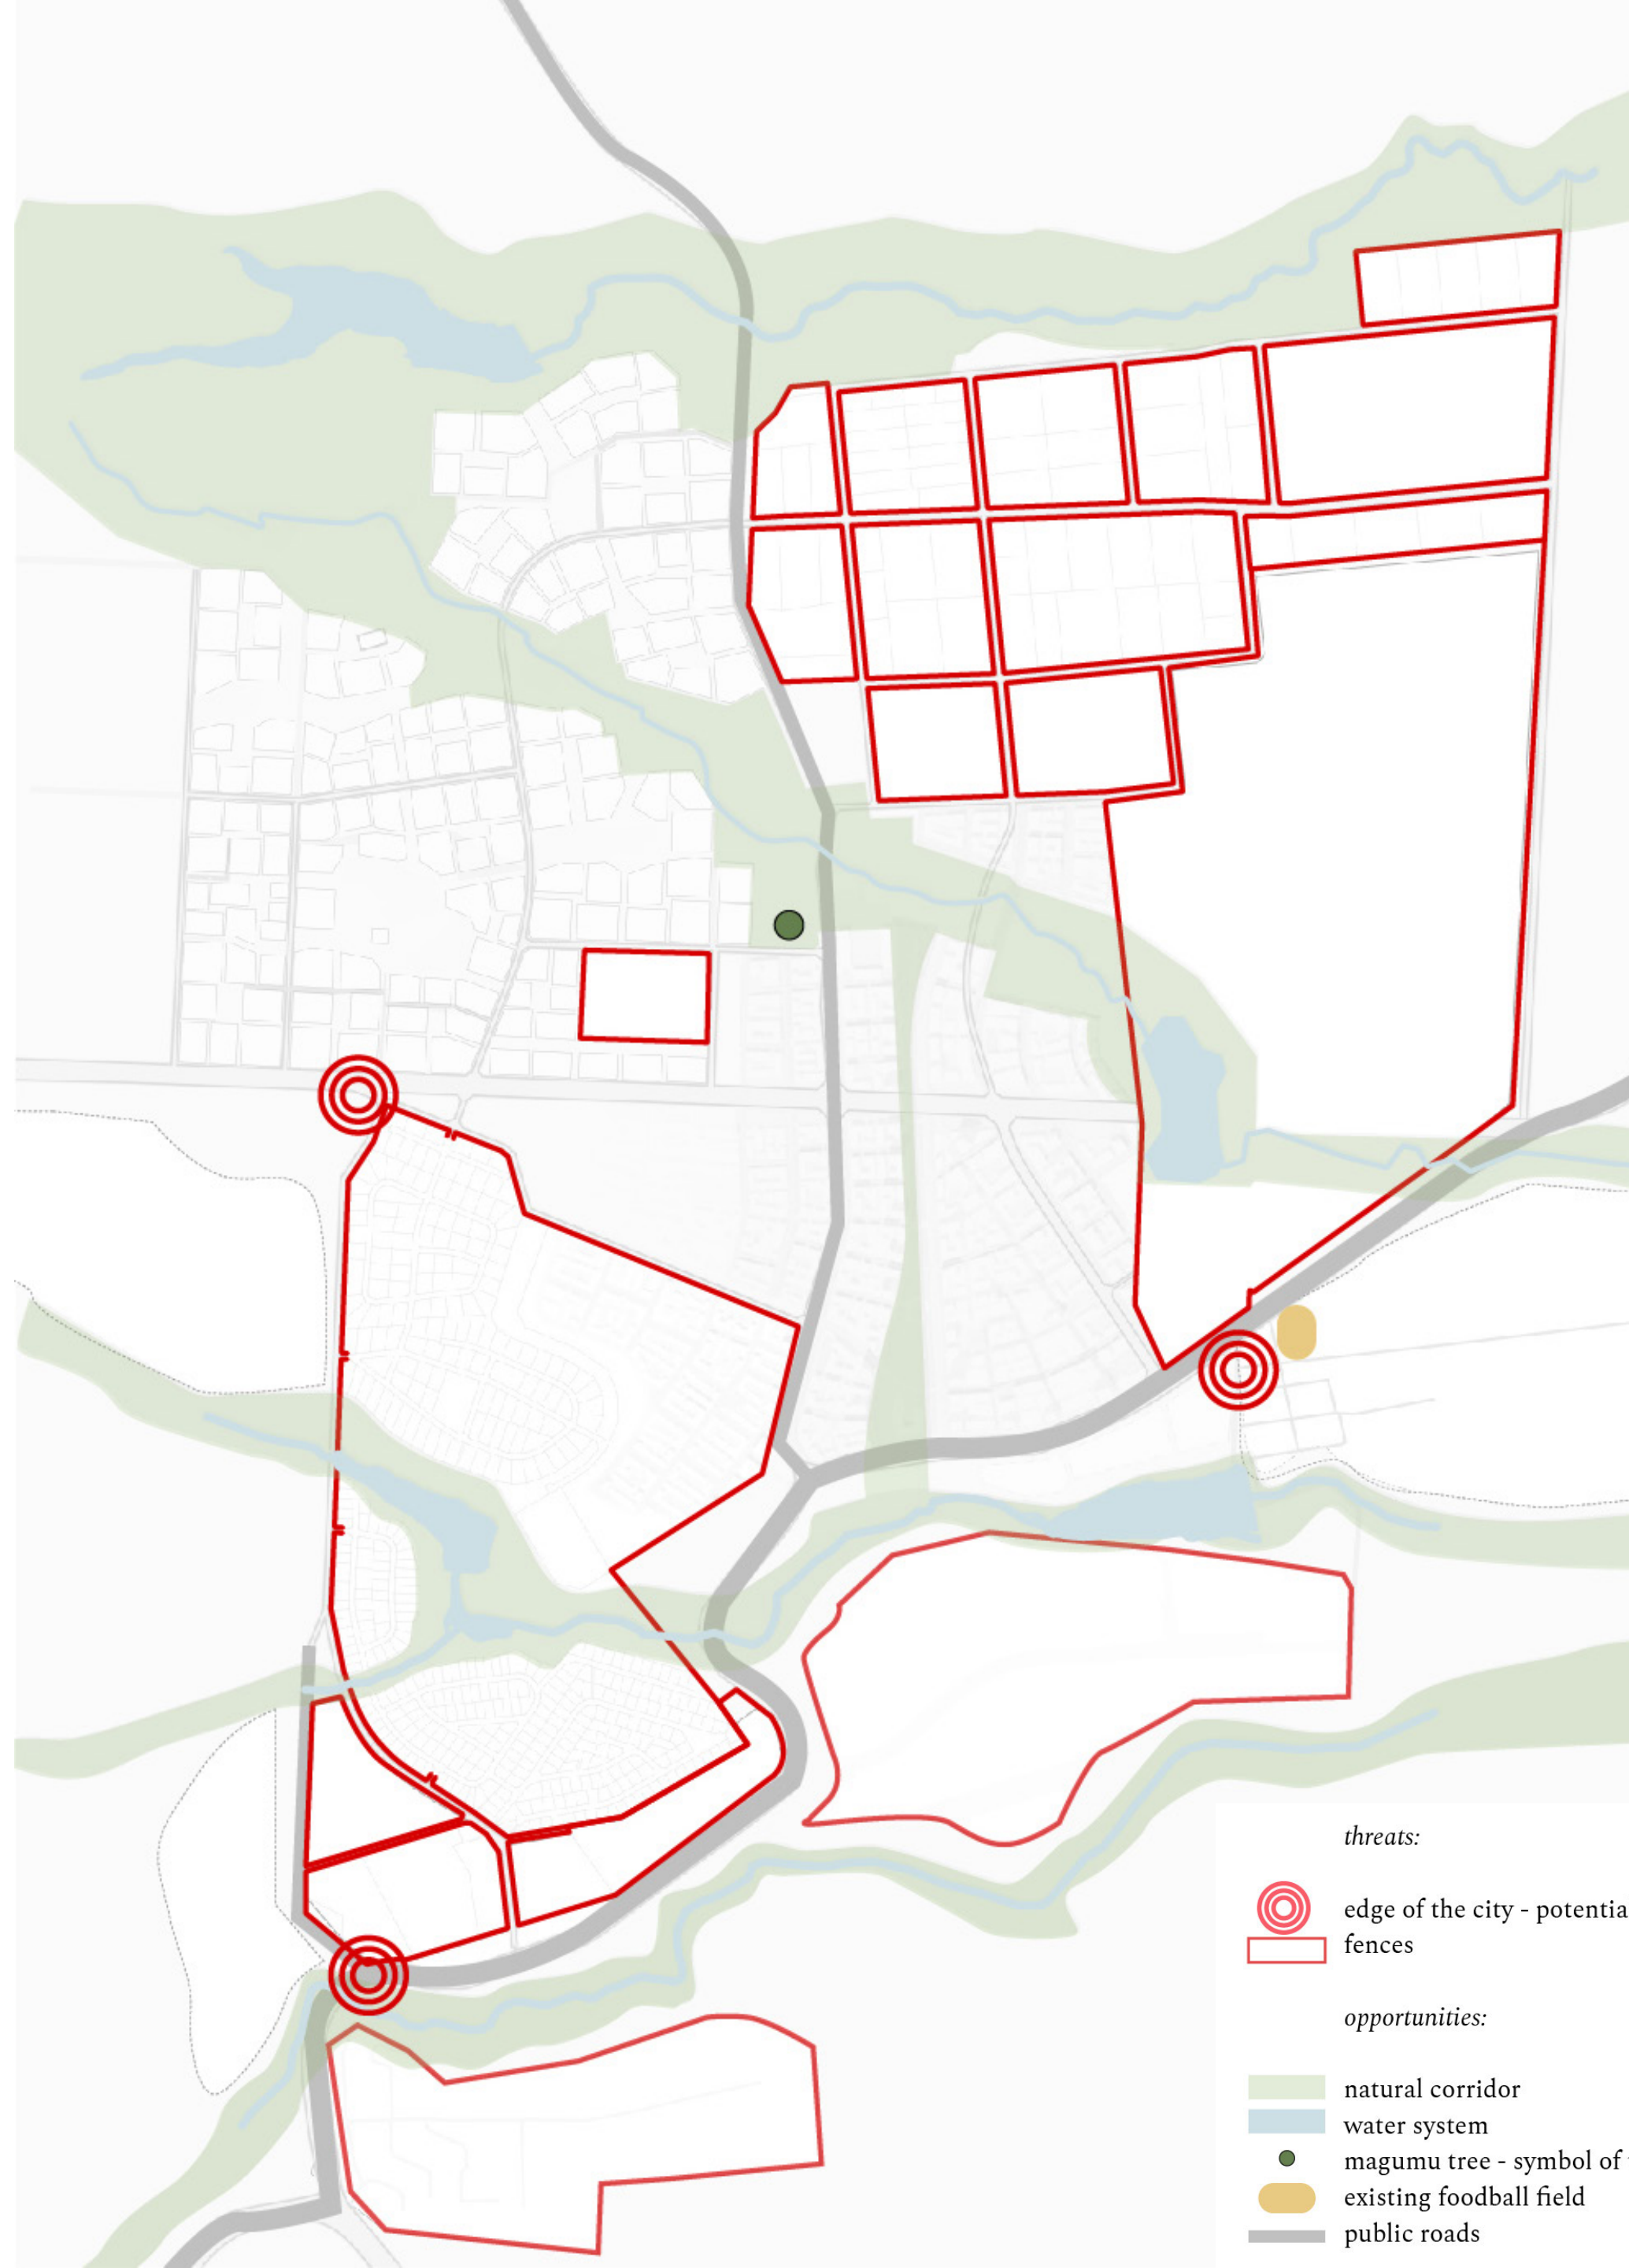 threats:
edge of the city - potentia
fences
opportunities:
natural corridor
water system
magumu tree - symbol of
existing foodball field
public roads